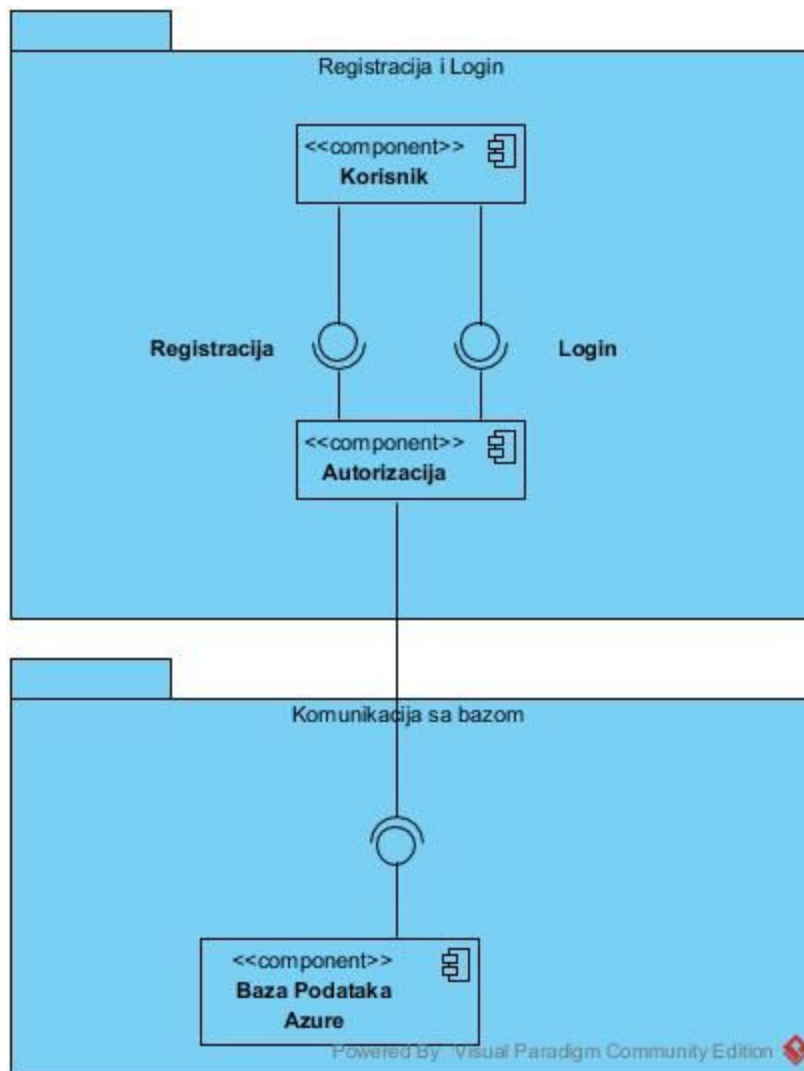 Registracija i Login
<<component>>
Korisnik
Registracija
Login
<<component>>
Autorizacija
Komunikacija sa bazom
<<component>>
Baza Podataka
Azure
Powered By: Visual Paradigm Community Edition